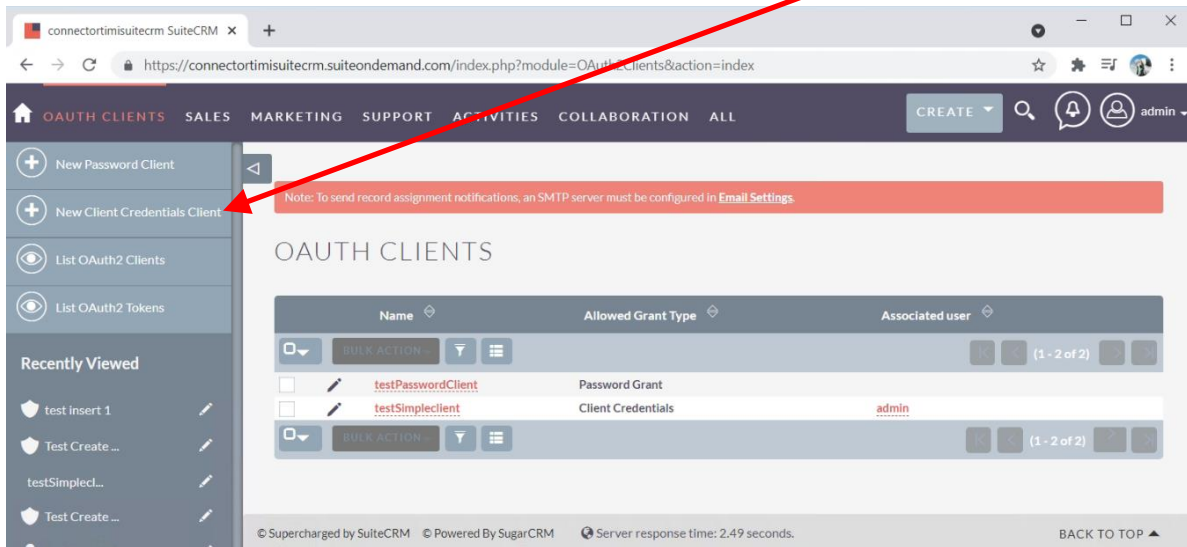 connectortimisuitecrm SuiteCRM
https://connectortimisuitecrm.suiteondemand.com/index.php?module=OAuth2Clients&action=index
OAUTH CLIENTS SALES MARKETING SUPPORT ACTIVITIES COLLABORATION ALL CREATE admin
New Password Client
New Client Credentials Client
List OAuth2 Clients
List OAuth2 Tokens
Recently Viewed
test insert 1
Test Create ...
testSimplecl...
Test Create ...
Note: To send record assignment notifications, an SMTP server must be configured in Email Settings.
OAUTH CLIENTS
Name Allowed Grant Type Associated user
BULK ACTION (1 - 2 of 2)
testPasswordClient Password Grant
testSimpleclient Client Credentials admin
BULK ACTION (1 - 2 of 2)
© Supercharged by SuiteCRM © Powered By SugarCRM Server response time: 2.49 seconds. BACK TO TOP